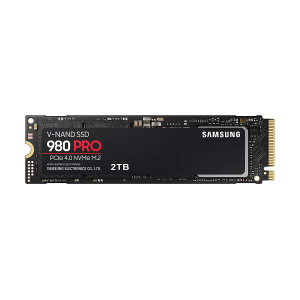 V-NAND SSD
980 PRO
PCIe 4.0 NVMe M.2
SAMSUNG ELECTRONICS CO., LTD.
SAMSUNG
2TB